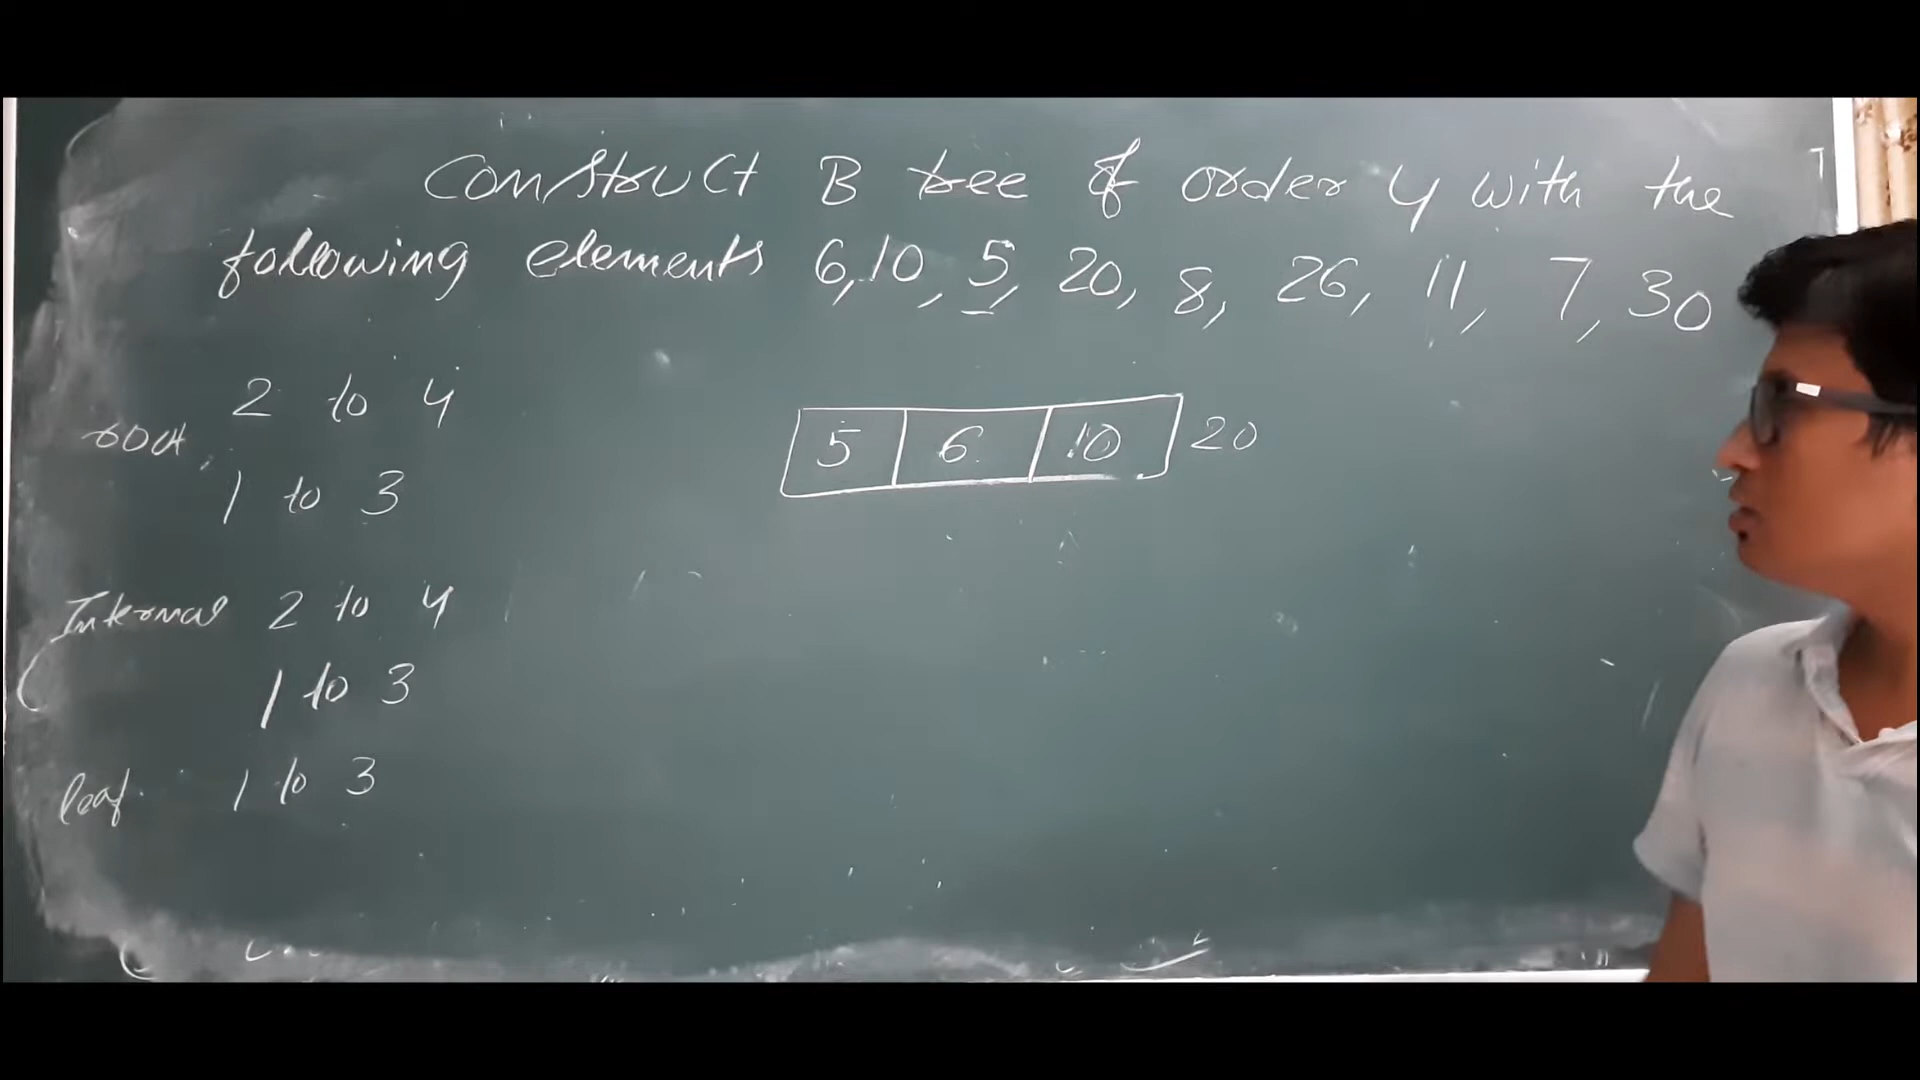 Construct B tree of order 4 with the
following elements 6, 10, 5, 20, 8, 26, 11, 7, 30
2 to 4
root,
1 to 3
5 6 10 20
Internal 2 to 4
1 to 3
leaf. 1 to 3